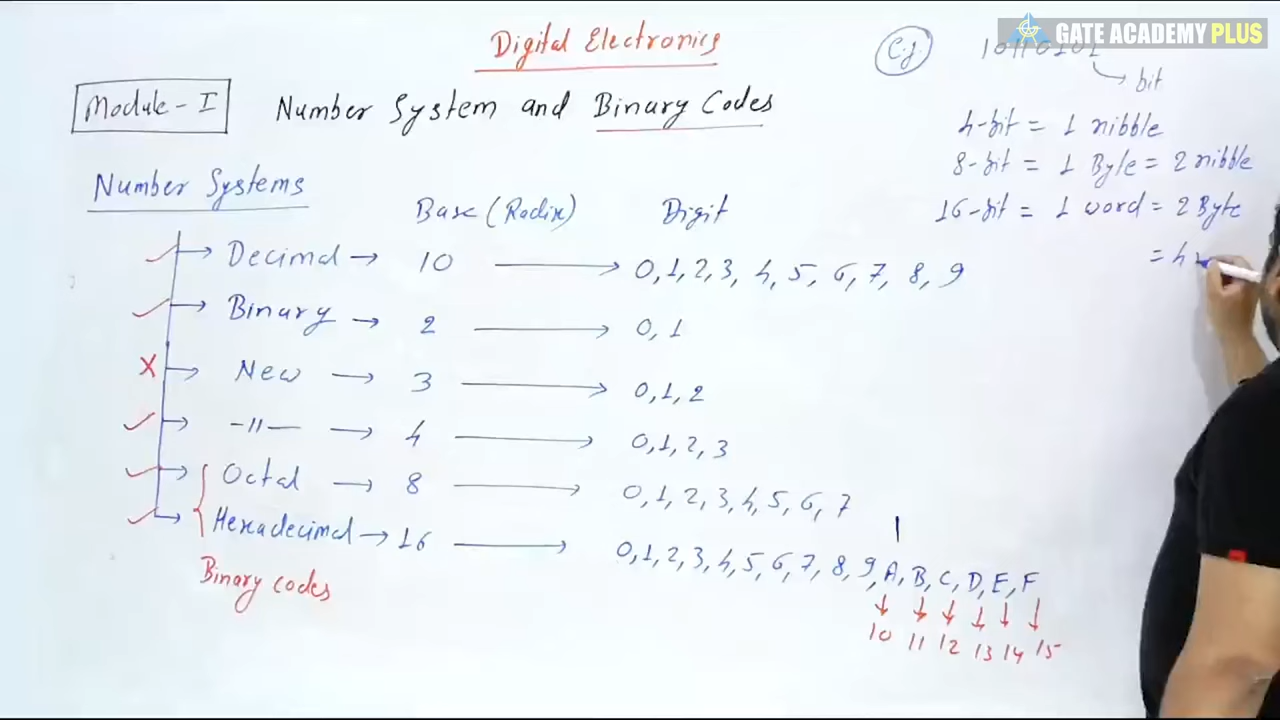 GATE ACADEMY PLUS
Digital Electronics
e.g. 10110101
bit
Module - I Number System and Binary Codes
4-bit = 1 nibble
8-bit = 1 Byte = 2 nibble
16-bit = 1 word = 2 Byte
= 4
Number Systems
Base (Radix) Digit
✓ → Decimal → 10 → 0, 1, 2, 3, 4, 5, 6, 7, 8, 9
✓ → Binary → 2 → 0, 1
X → New → 3 → 0, 1, 2
✓ → -11- → 4 → 0, 1, 2, 3
✓ → Octal → 8 → 0, 1, 2, 3, 4, 5, 6, 7
✓ → Hexadecimal → 16 → 0, 1, 2, 3, 4, 5, 6, 7, 8, 9, A, B, C, D, E, F
Binary codes
10 11 12 13 14 15